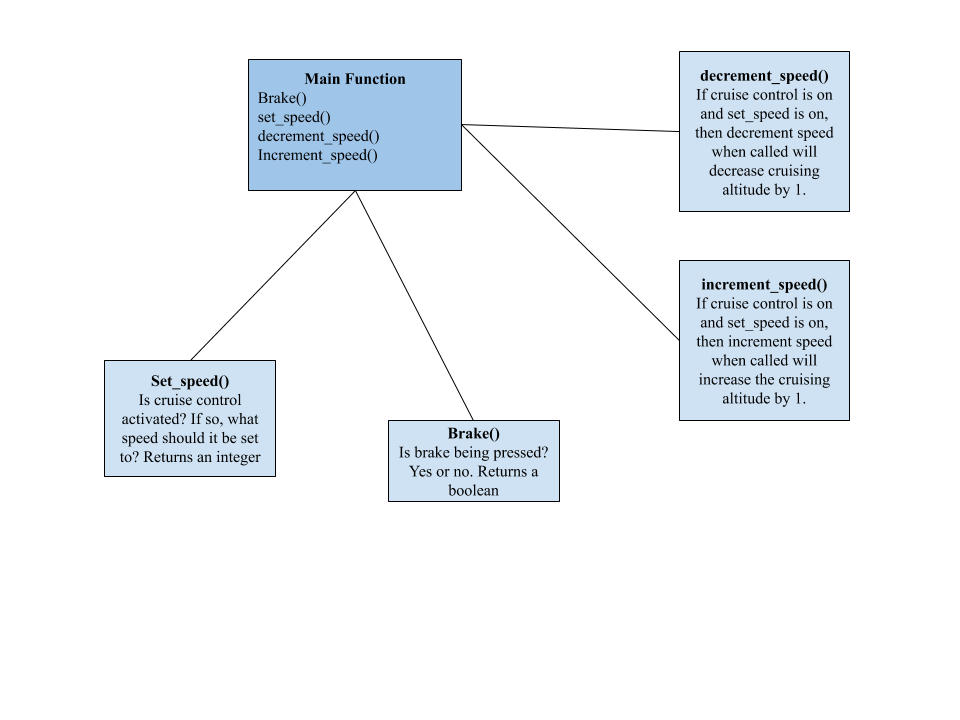 Main Function
Brake()
set_speed()
decrement_speed()
Increment_speed()
decrement_speed()
If cruise control is on
and set_speed is on,
then decrement speed
when called will
decrease cruising
altitude by 1.
increment_speed()
If cruise control is on
and set_speed is on,
then increment speed
when called will
increase the cruising
altitude by 1.
Set_speed()
Is cruise control
activated? If so, what
speed should it be set
to? Returns an integer
Brake()
Is brake being pressed?
Yes or no. Returns a
boolean